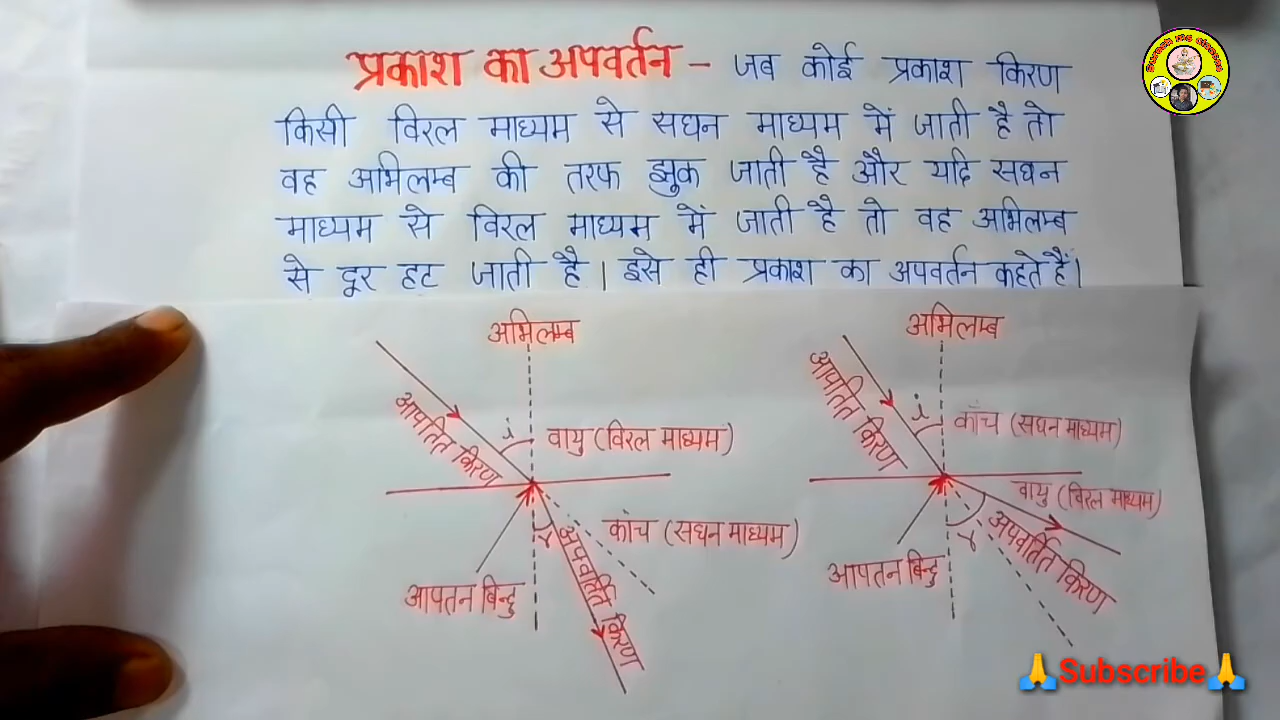 प्रकाश का अपवर्तन – जब कोई प्रकाश किरण
किसी विरल माध्यम से सघन माध्यम में जाती है तो
वह अभिलम्ब की तरफ झुक जाती है और यदि सघन
माध्यम से विरल माध्यम में जाती है तो वह अभिलम्ब
से दूर हट जाती है । इसे ही प्रकाश का अपवर्तन कहते हैं।
अभिलम्ब
आपतित किरण
i
वायु (विरल माध्यम)
काँच (सघन माध्यम)
r
अपवर्तित किरण
आपतन बिन्दु
अभिलम्ब
आपतित किरण
i
काँच (सघन माध्यम)
वायु (विरल माध्यम)
r
अपवर्तित किरण
आपतन बिन्दु
🙏Subscribe🙏